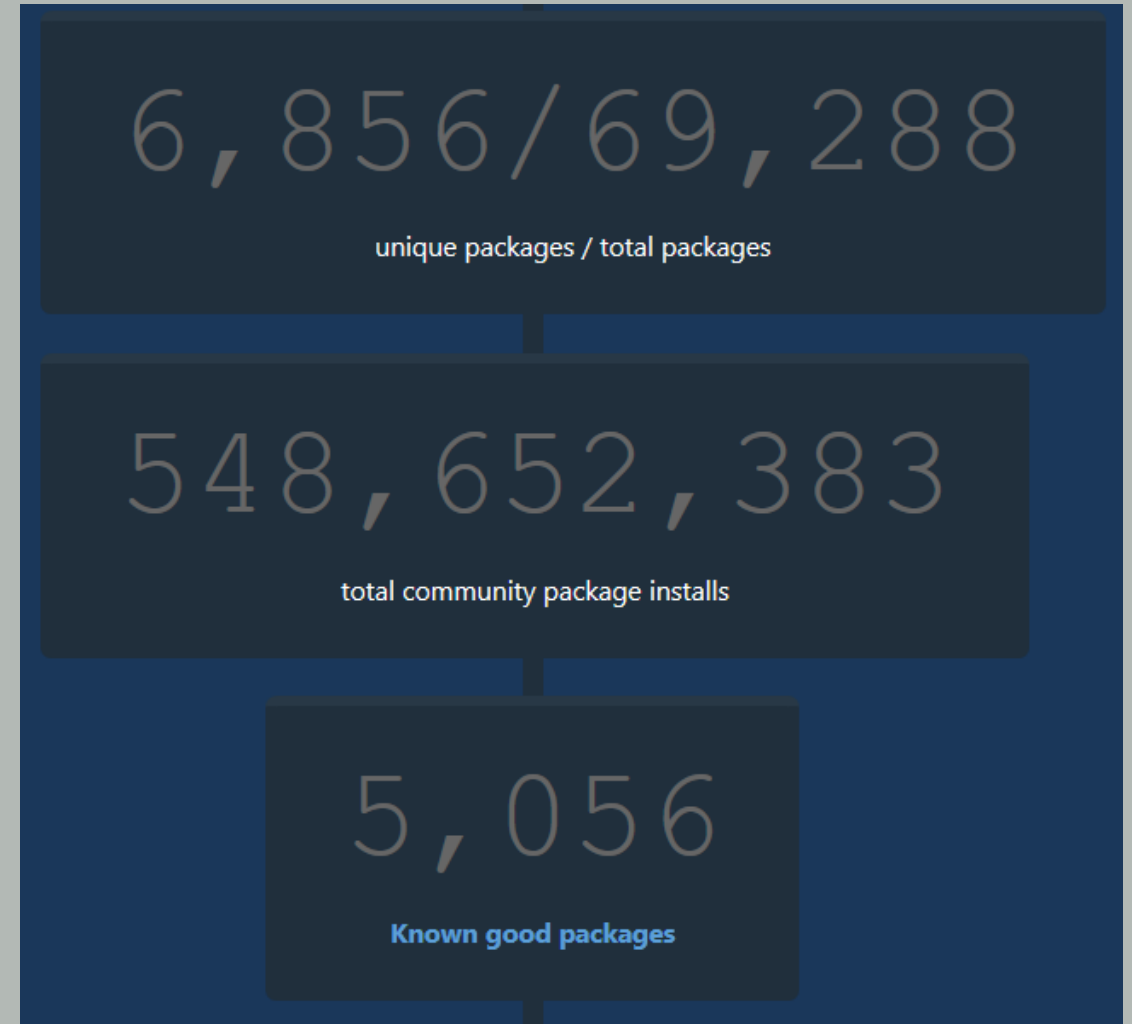 6,856/69,288
unique packages / total packages
548,652,383
total community package installs
5,056
Known good packages